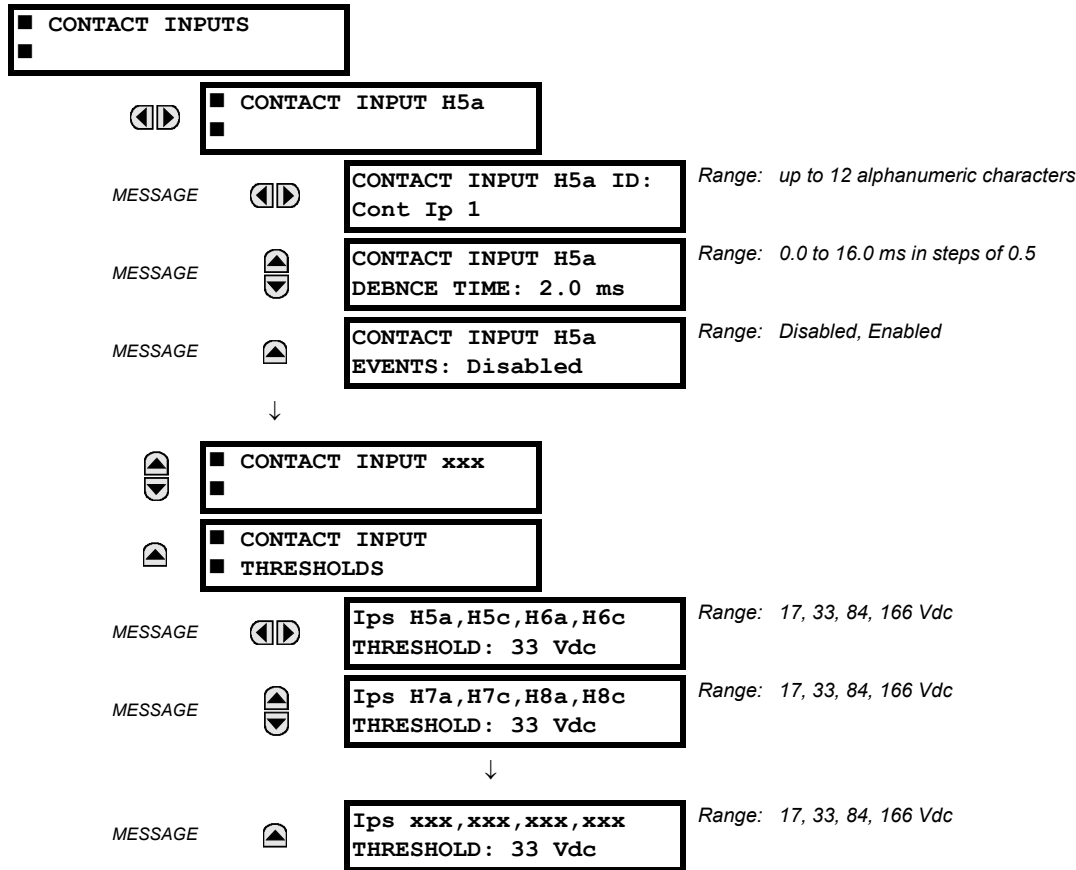 ■ CONTACT INPUTS
■
■ CONTACT INPUT H5a
■
MESSAGE
CONTACT INPUT H5a ID:
Cont Ip 1
Range: up to 12 alphanumeric characters
MESSAGE
CONTACT INPUT H5a
DEBNCE TIME: 2.0 ms
Range: 0.0 to 16.0 ms in steps of 0.5
MESSAGE
CONTACT INPUT H5a
EVENTS: Disabled
Range: Disabled, Enabled
↓
■ CONTACT INPUT xxx
■
■ CONTACT INPUT
■ THRESHOLDS
MESSAGE
Ips H5a,H5c,H6a,H6c
THRESHOLD: 33 Vdc
Range: 17, 33, 84, 166 Vdc
MESSAGE
Ips H7a,H7c,H8a,H8c
THRESHOLD: 33 Vdc
Range: 17, 33, 84, 166 Vdc
↓
MESSAGE
Ips xxx,xxx,xxx,xxx
THRESHOLD: 33 Vdc
Range: 17, 33, 84, 166 Vdc